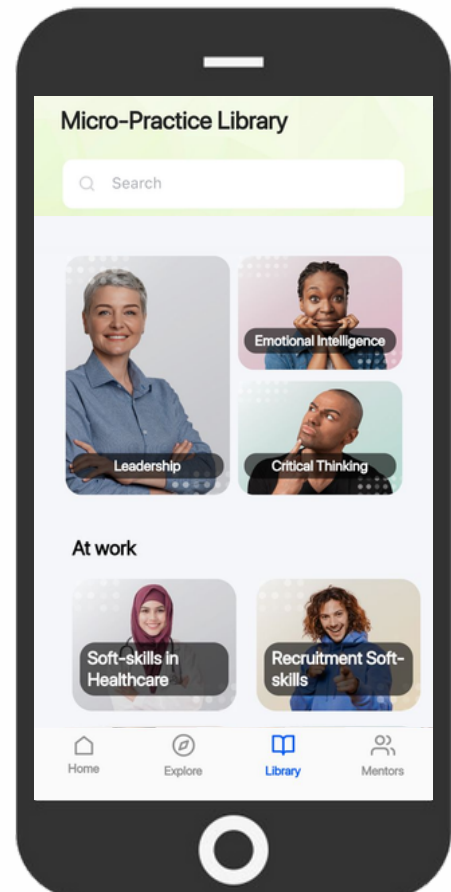 Micro-Practice Library
Search
Emotional Intelligence
Leadership
Critical Thinking
At work
Soft-skills in
Healthcare
Recruitment Soft-
skills
Home
Explore
Library
Mentors